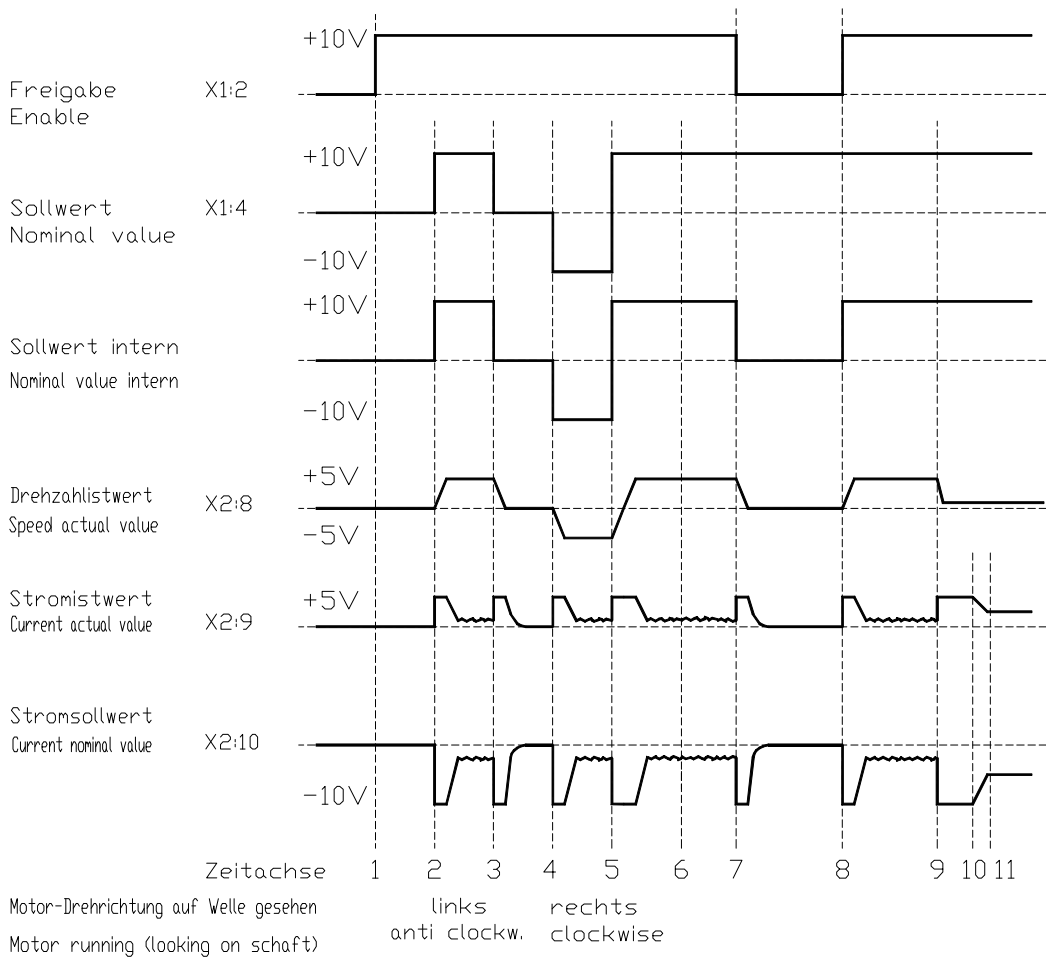 +10V
Freigabe X1:2
Enable
+10V
Sollwert X1:4
Nominal value
-10V
+10V
Sollwert intern
Nominal value intern
-10V
+5V
Drehzahlistwert X2:8
Speed actual value
-5V
Stromistwert +5V
Current actual value X2:9
Stromsollwert
Current nominal value X2:10
-10V
Zeitachse 1 2 3 4 5 6 7 8 9 10 11
Motor-Drehrichtung auf Welle gesehen links rechts
anti clockw. clockwise
Motor running (looking on schaft)